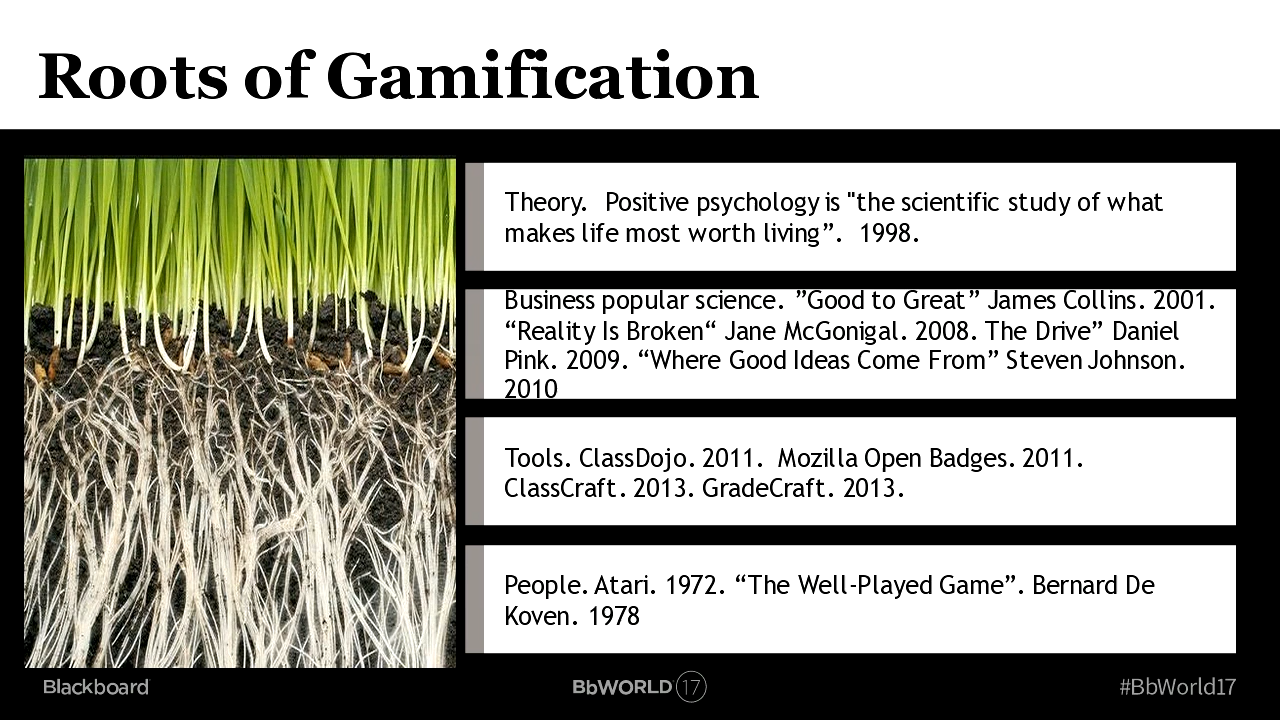 Roots of Gamification
Theory.  Positive psychology is "the scientific study of what
makes life most worth living”.  1998.
Business popular science. ”Good to Great” James Collins. 2001.
“Reality Is Broken“ Jane McGonigal. 2008. The Drive” Daniel
Pink. 2009. “Where Good Ideas Come From” Steven Johnson.
2010
Tools. ClassDojo. 2011.  Mozilla Open Badges. 2011.
ClassCraft. 2013. GradeCraft. 2013.
People. Atari. 1972. “The Well-Played Game”. Bernard De
Koven. 1978
Blackboard
BbWORLD 17
#BbWorld17